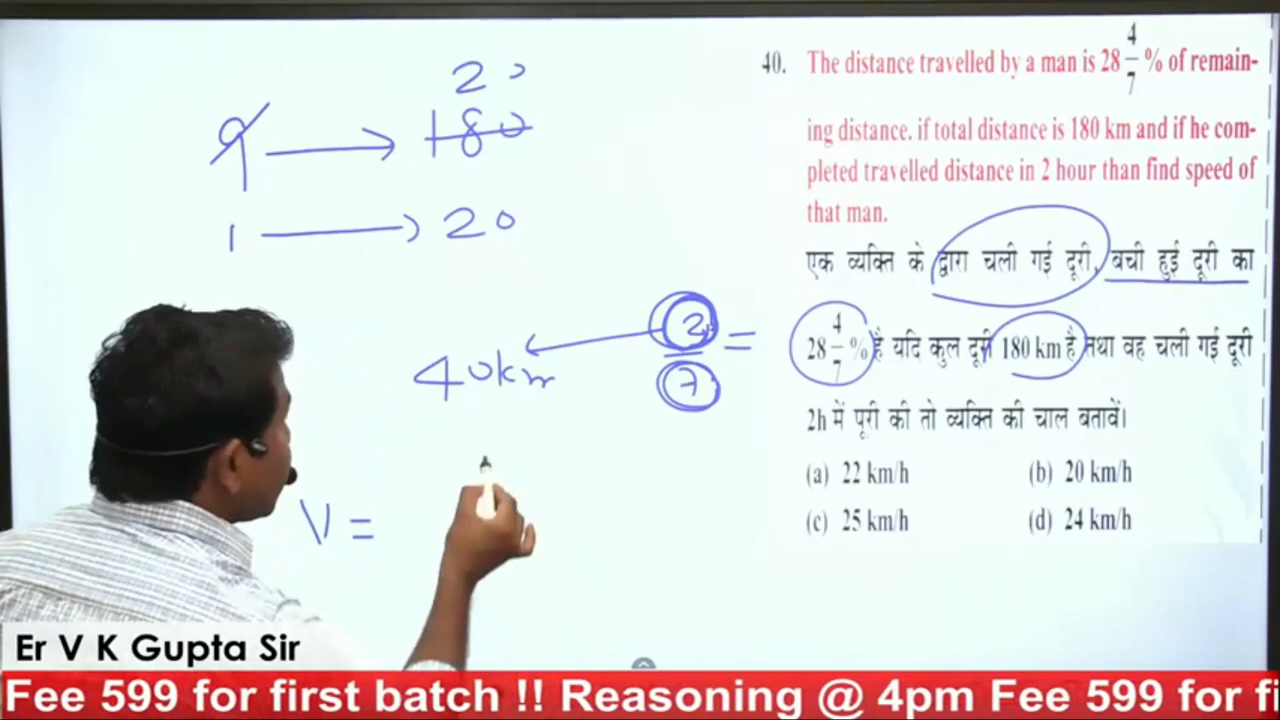 20
9 → 180
1 → 20
2
7
=
40km
V =
40. The distance travelled by a man is 28 4/7 % of remain-
ing distance. if total distance is 180 km and if he com-
pleted travelled distance in 2 hour than find speed of
that man.
एक व्यक्ति के द्वारा चली गई दूरी, बची हुई दूरी का
28 4/7 % है यदि कुल दूरी 180 km है तथा वह चली गई दूरी
2h में पूरी की तो व्यक्ति की चाल बतावें।
(a) 22 km/h (b) 20 km/h
(c) 25 km/h (d) 24 km/h
Er V K Gupta Sir
Fee 599 for first batch !! Reasoning @ 4pm Fee 599 for fi